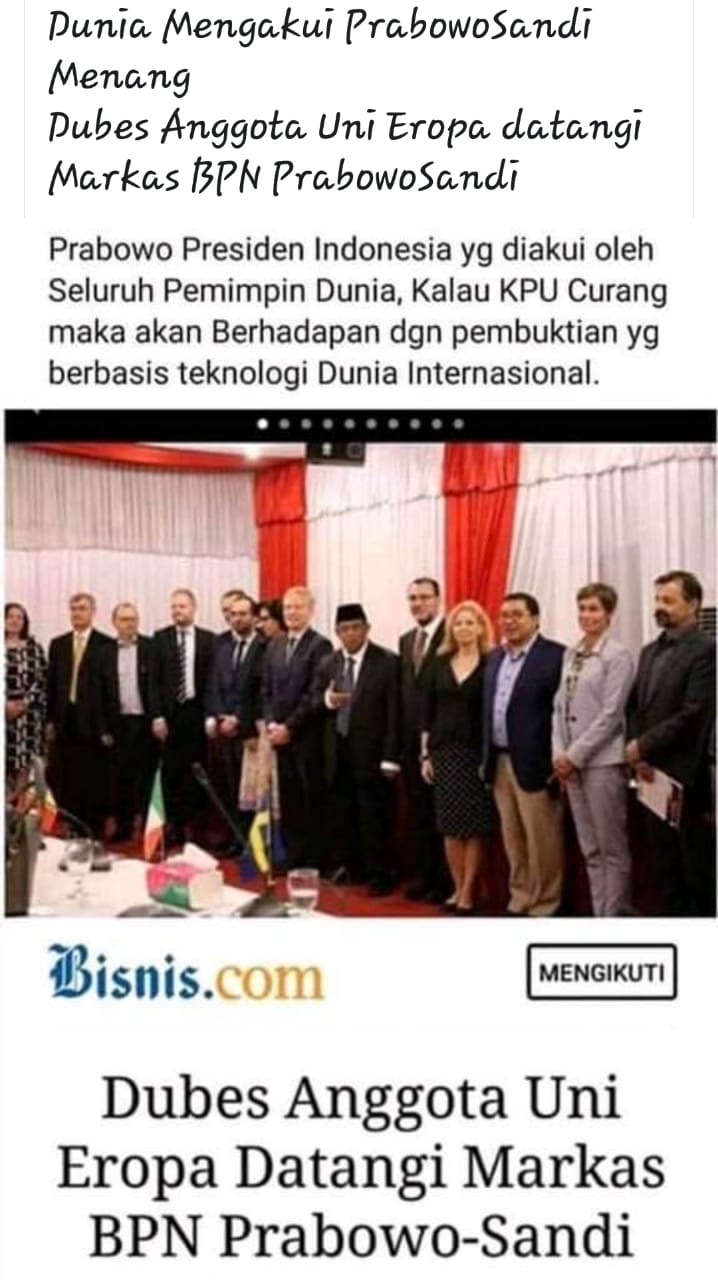 Dunia Mengakui PrabowoSandi
Menang
Dubes Anggota Uni Eropa datangi
Markas BPN PrabowoSandi
Prabowo Presiden Indonesia yg diakui oleh
Seluruh Pemimpin Dunia, Kalau KPU Curang
maka akan Berhadapan dgn pembuktian yg
berbasis teknologi Dunia Internasional.
Bisnis.com
MENGIKUTI
Dubes Anggota Uni
Eropa Datangi Markas
BPN Prabowo-Sandi